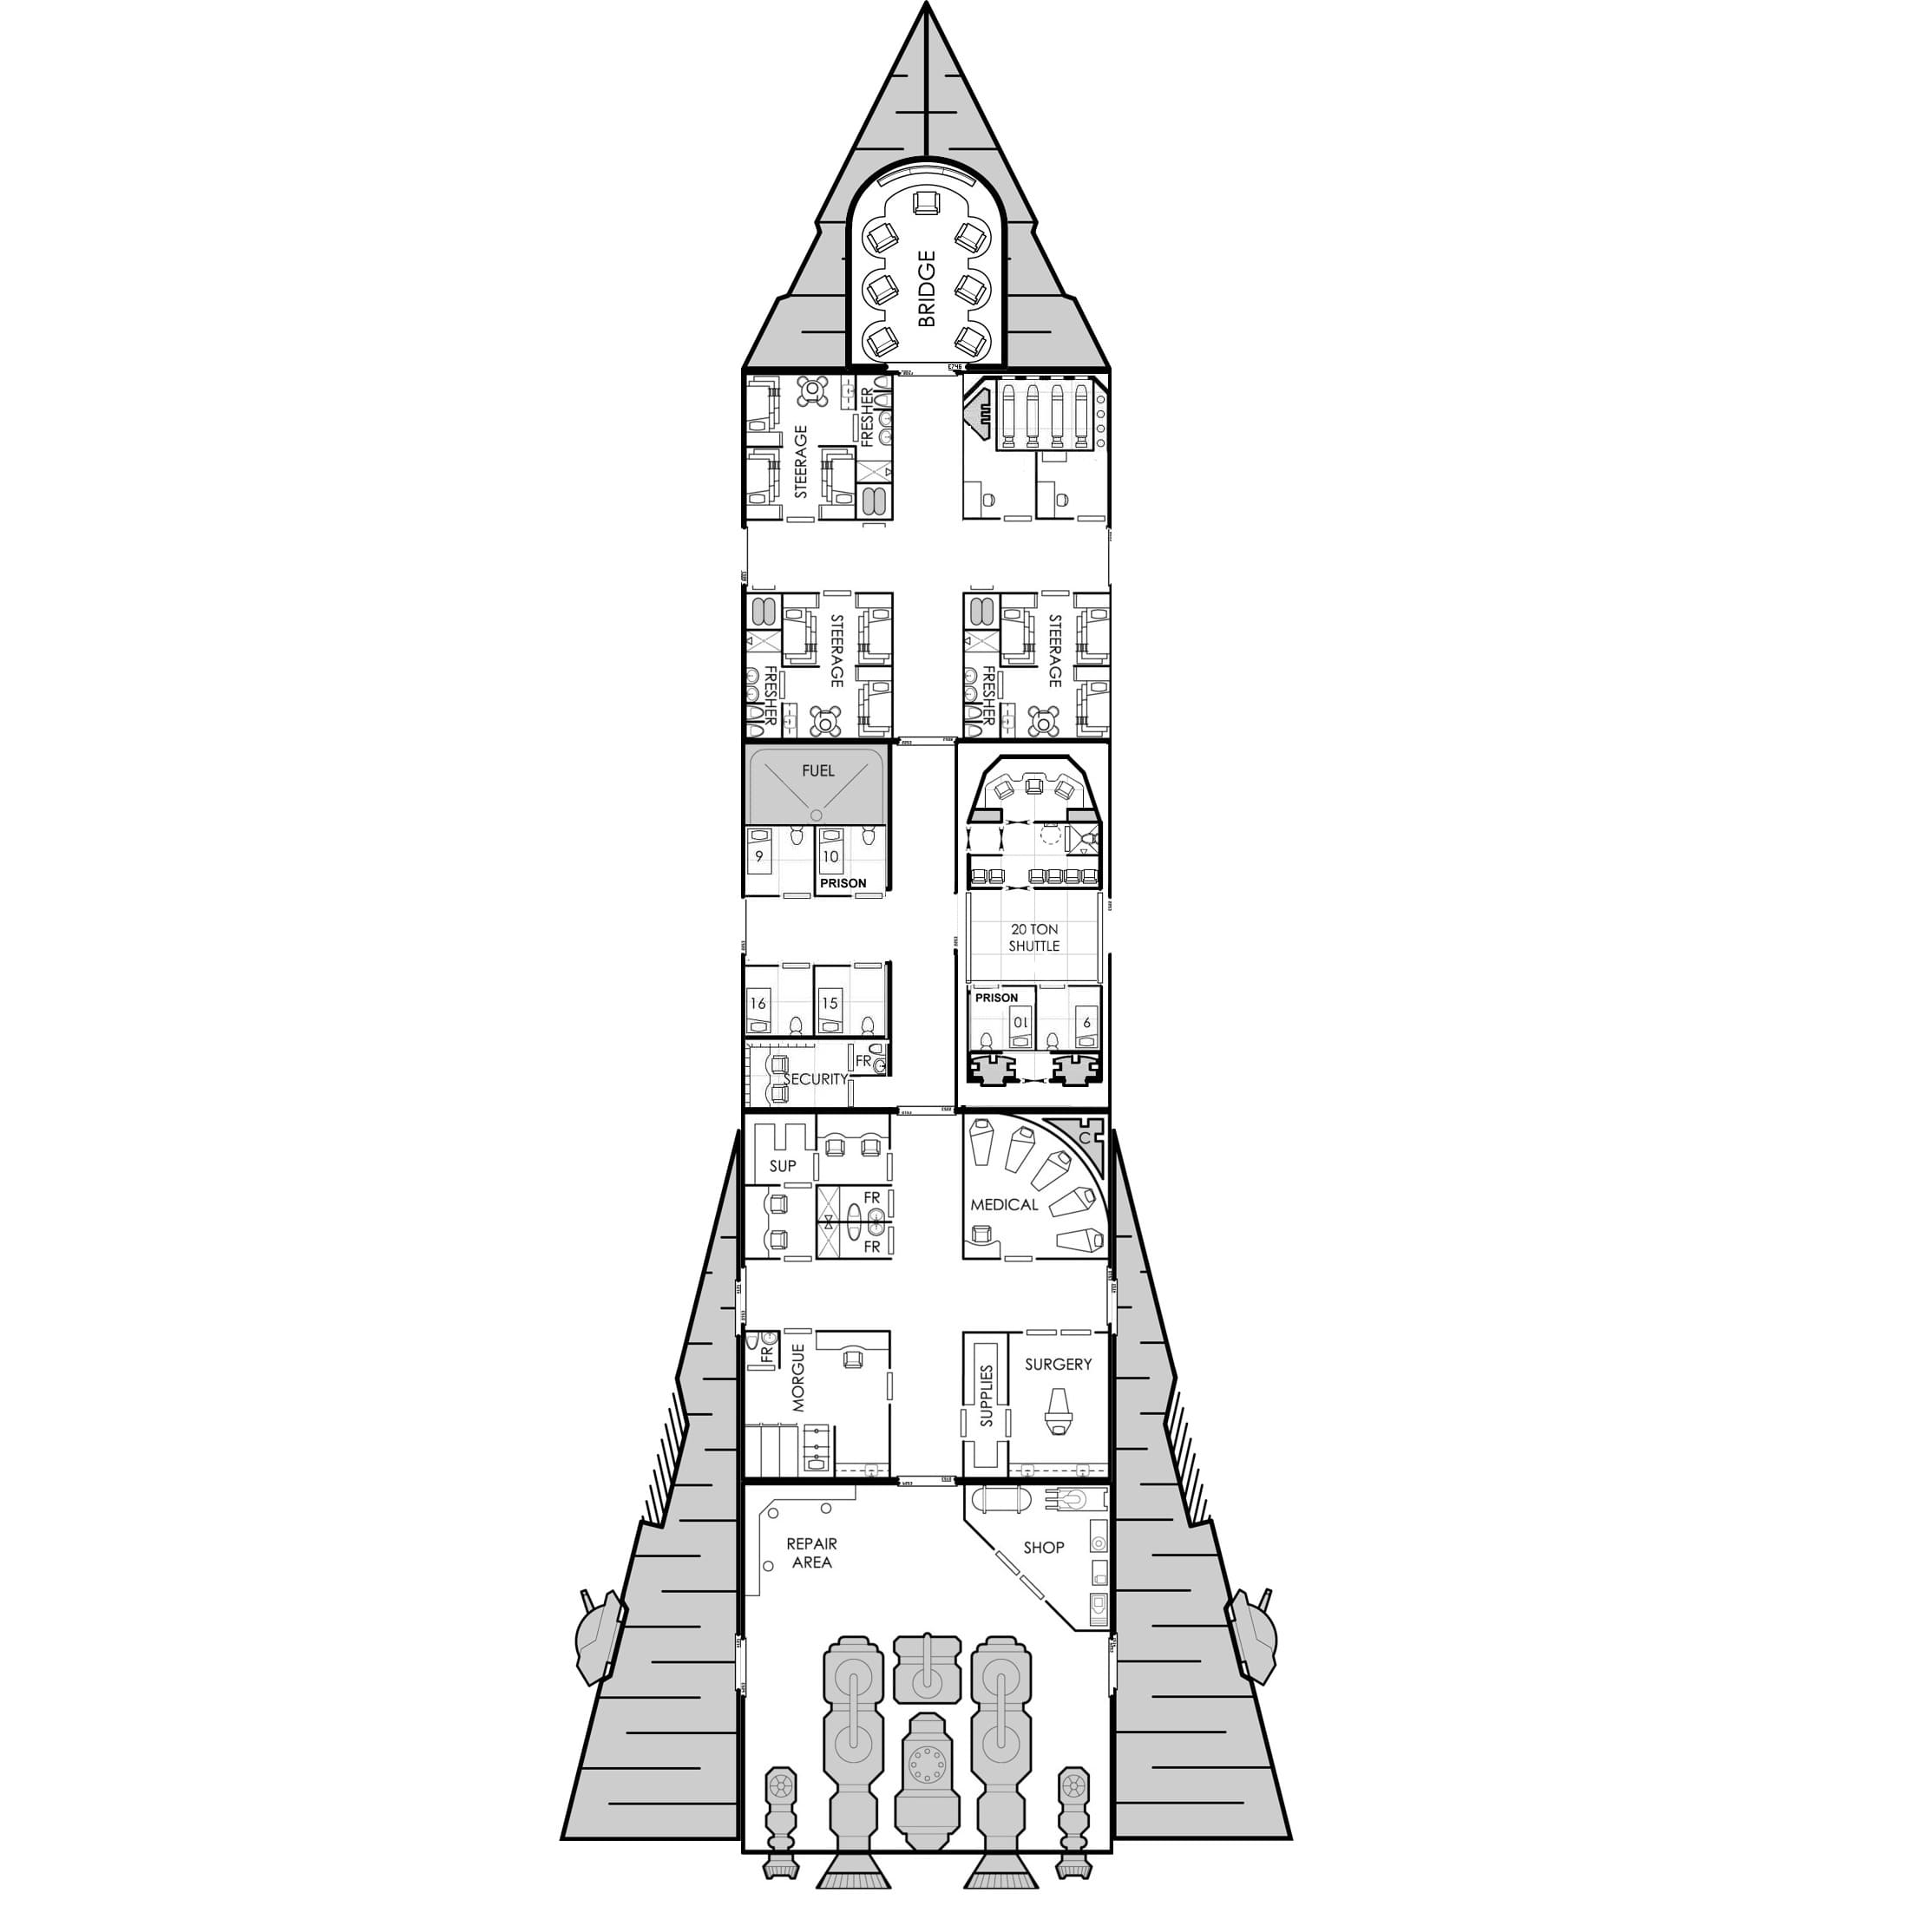 BRIDGE
STEERAGE
FRESHER
STEERAGE
FRESHER
STEERAGE
FRESHER
FUEL
9
10
PRISON
20 TON
SHUTTLE
16
15
PRISON
10
9
SECURITY
FR
SUP
C
MEDICAL
FR
FR
FR
MORGUE
SUPPLIES
SURGERY
REPAIR
AREA
SHOP